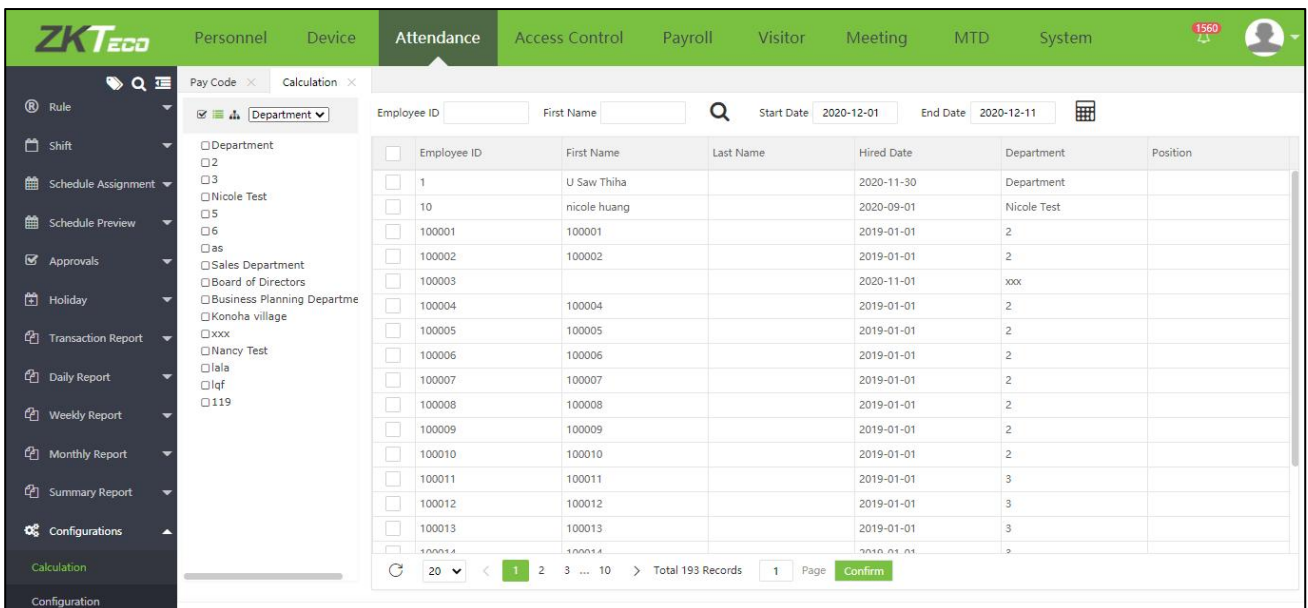 ZKTeco
Personnel Device Attendance Access Control Payroll Visitor Meeting MTD System 1560
Pay Code Calculation
Rule
Shift
Schedule Assignment
Schedule Preview
Approvals
Holiday
Transaction Report
Daily Report
Weekly Report
Monthly Report
Summary Report
Configurations
Calculation
Configuration
Department
Department
2
3
Nicole Test
5
6
as
Sales Department
Board of Directors
Business Planning Departme
Konoha village
xxx
Nancy Test
lala
lqf
119
Employee ID First Name Start Date 2020-12-01 End Date 2020-12-11
Employee ID First Name Last Name Hired Date Department Position
1 U Saw Thiha 2020-11-30 Department
10 nicole huang 2020-09-01 Nicole Test
100001 100001 2019-01-01 2
100002 100002 2019-01-01 2
100003 2020-11-01 xxx
100004 100004 2019-01-01 2
100005 100005 2019-01-01 2
100006 100006 2019-01-01 2
100007 100007 2019-01-01 2
100008 100008 2019-01-01 2
100009 100009 2019-01-01 2
100010 100010 2019-01-01 2
100011 100011 2019-01-01 3
100012 100012 2019-01-01 3
100013 100013 2019-01-01 3
100014 100014 2019-01-01 3
20 < 1 2 3 ... 10 > Total 193 Records 1 Page Confirm